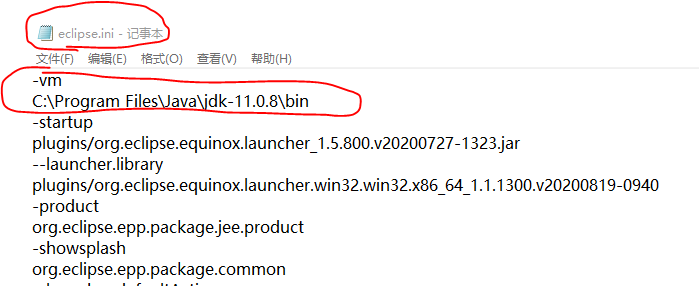 eclipse.ini - 记事本
文件(F) 编辑(E) 格式(O) 查看(V) 帮助(H)
-vm
C:\Program Files\Java\jdk-11.0.8\bin
-startup
plugins/org.eclipse.equinox.launcher_1.5.800.v20200727-1323.jar
--launcher.library
plugins/org.eclipse.equinox.launcher.win32.win32.x86_64_1.1.1300.v20200819-0940
-product
org.eclipse.epp.package.jee.product
-showsplash
org.eclipse.epp.package.common